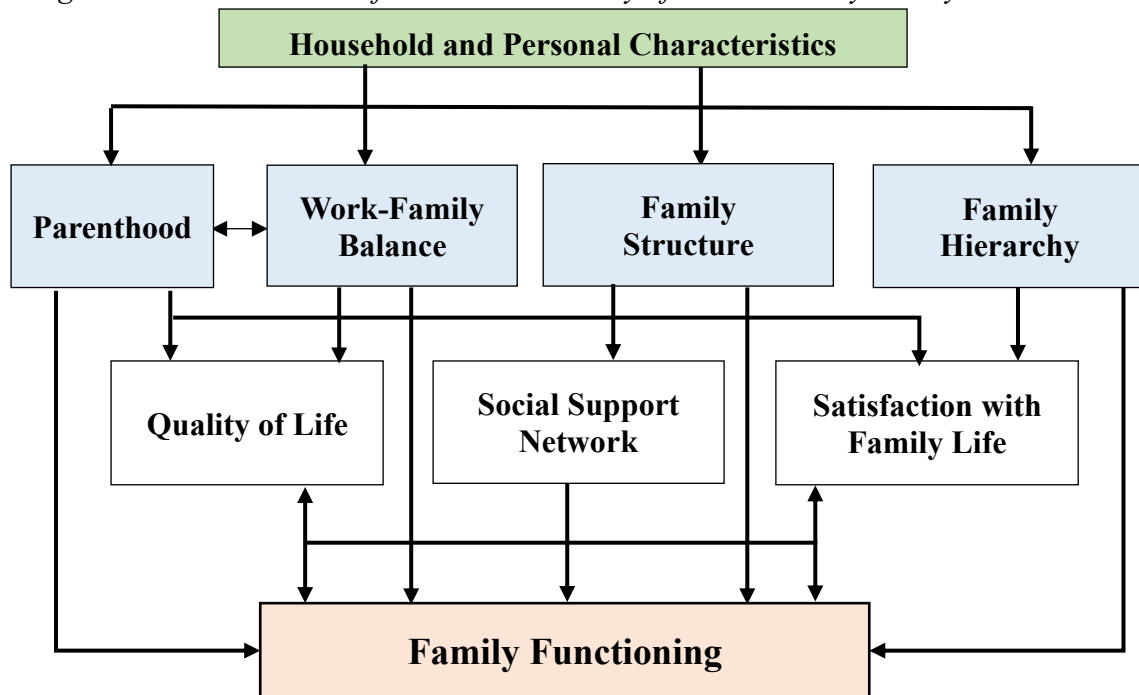 Household and Personal Characteristics
Parenthood
Work-Family
Balance
Family
Structure
Family
Hierarchy
Quality of Life
Social Support
Network
Satisfaction with
Family Life
Family Functioning